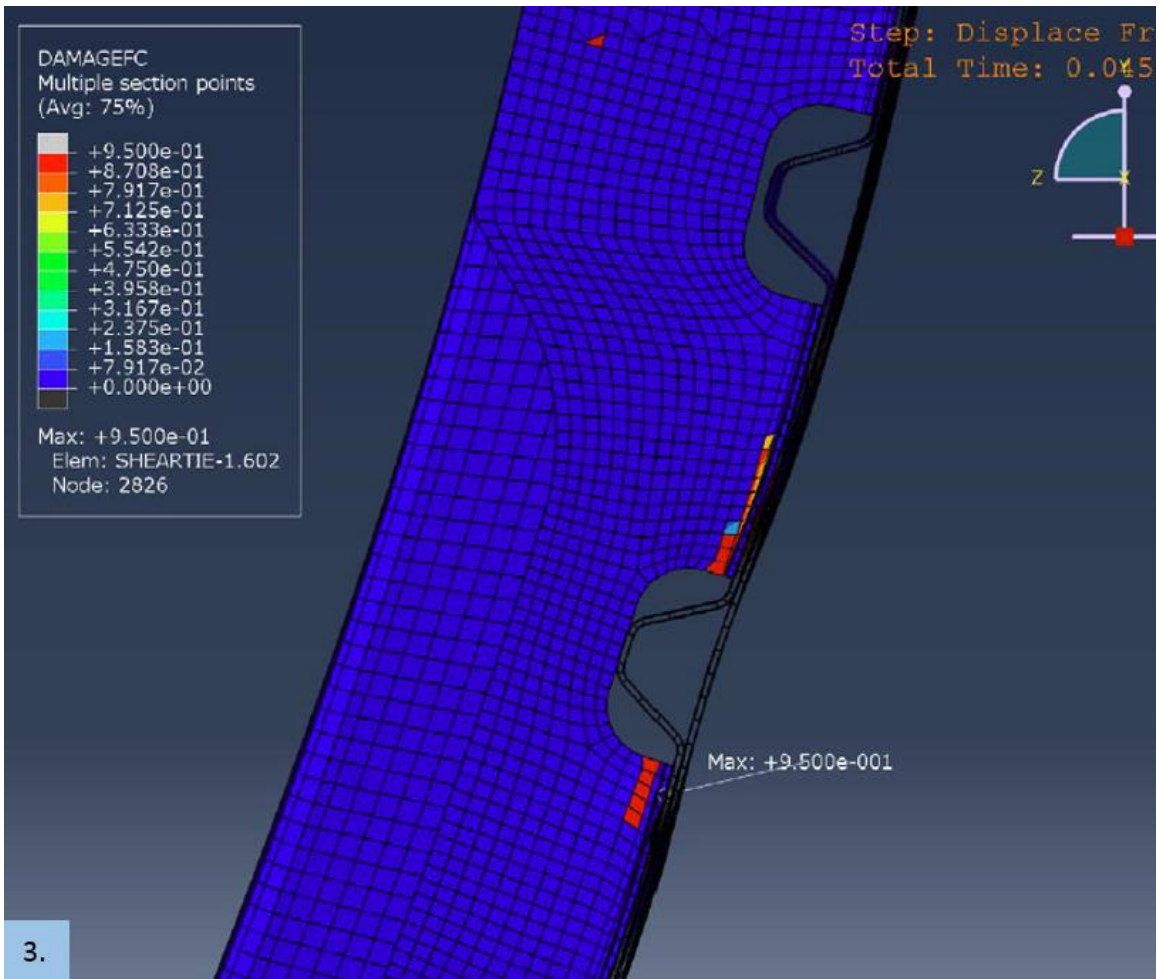 DAMAGEFC
Multiple section points
(Avg: 75%)
+9.500e-01
+8.708e-01
+7.917e-01
+7.125e-01
+6.333e-01
+5.542e-01
+4.750e-01
+3.958e-01
+3.167e-01
+2.375e-01
+1.583e-01
+7.917e-02
+0.000e+00
Max: +9.500e-01
Elem: SHEARTIE-1.602
Node: 2826
Step: Displace Fr
Total Time: 0.045
Y
Z
X
Max: +9.500e-001
3.